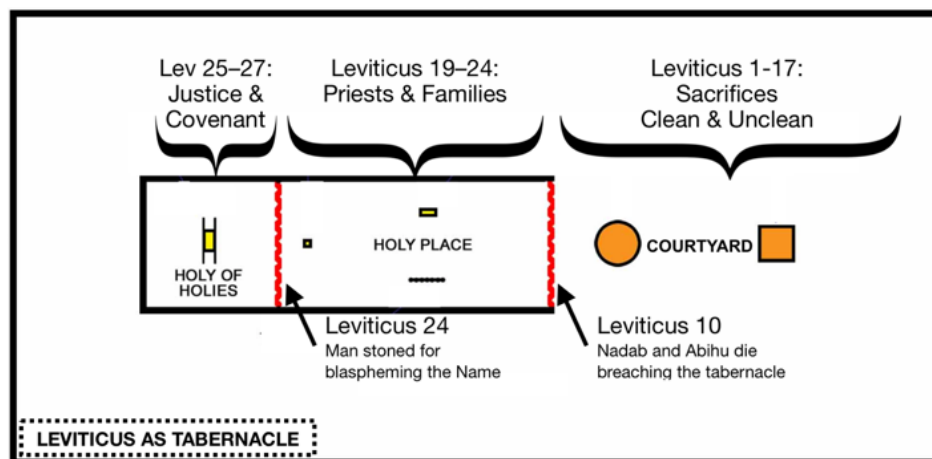 Lev 25–27:
Justice &
Covenant
Leviticus 19–24:
Priests & Families
Leviticus 1-17:
Sacrifices
Clean & Unclean
HOLY OF
HOLIES
HOLY PLACE
COURTYARD
Leviticus 24
Man stoned for
blaspheming the Name
Leviticus 10
Nadab and Abihu die
breaching the tabernacle
LEVITICUS AS TABERNACLE